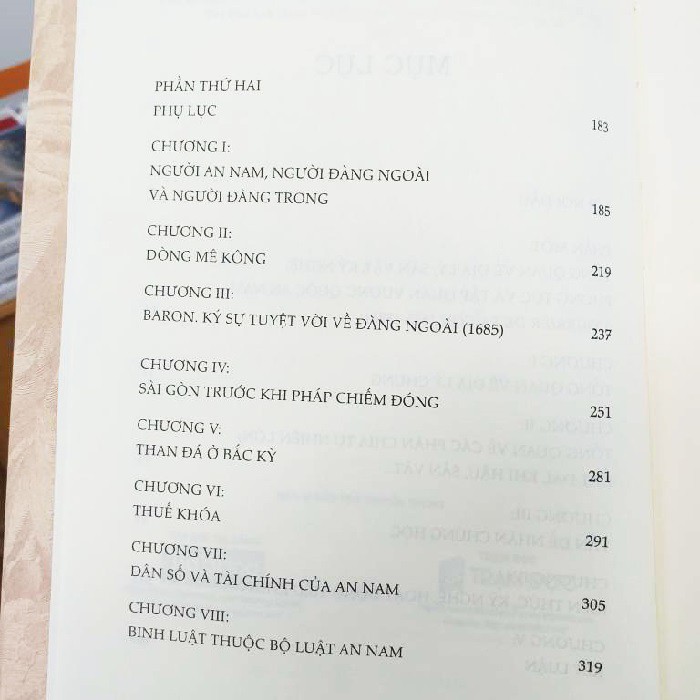 PHẦN THỨ HAI
PHỤ LỤC 183
CHƯƠNG I:
NGƯỜI AN NAM, NGƯỜI ĐÀNG NGOÀI
VÀ NGƯỜI ĐÀNG TRONG 185
CHƯƠNG II:
DÒNG MÊ KÔNG 219
CHƯƠNG III:
BARON. KÝ SỰ TUYỆT VỜI VỀ ĐÀNG NGOÀI (1685) 237
CHƯƠNG IV:
SÀI GÒN TRƯỚC KHI PHÁP CHIẾM ĐÓNG 251
CHƯƠNG V:
THAN ĐÁ Ở BẮC KỲ 281
CHƯƠNG VI:
THUẾ KHÓA 291
CHƯƠNG VII:
DÂN SỐ VÀ TÀI CHÍNH CỦA AN NAM 305
CHƯƠNG VIII:
BINH LUẬT THUỘC BỘ LUẬT AN NAM 319
MỤC LỤC